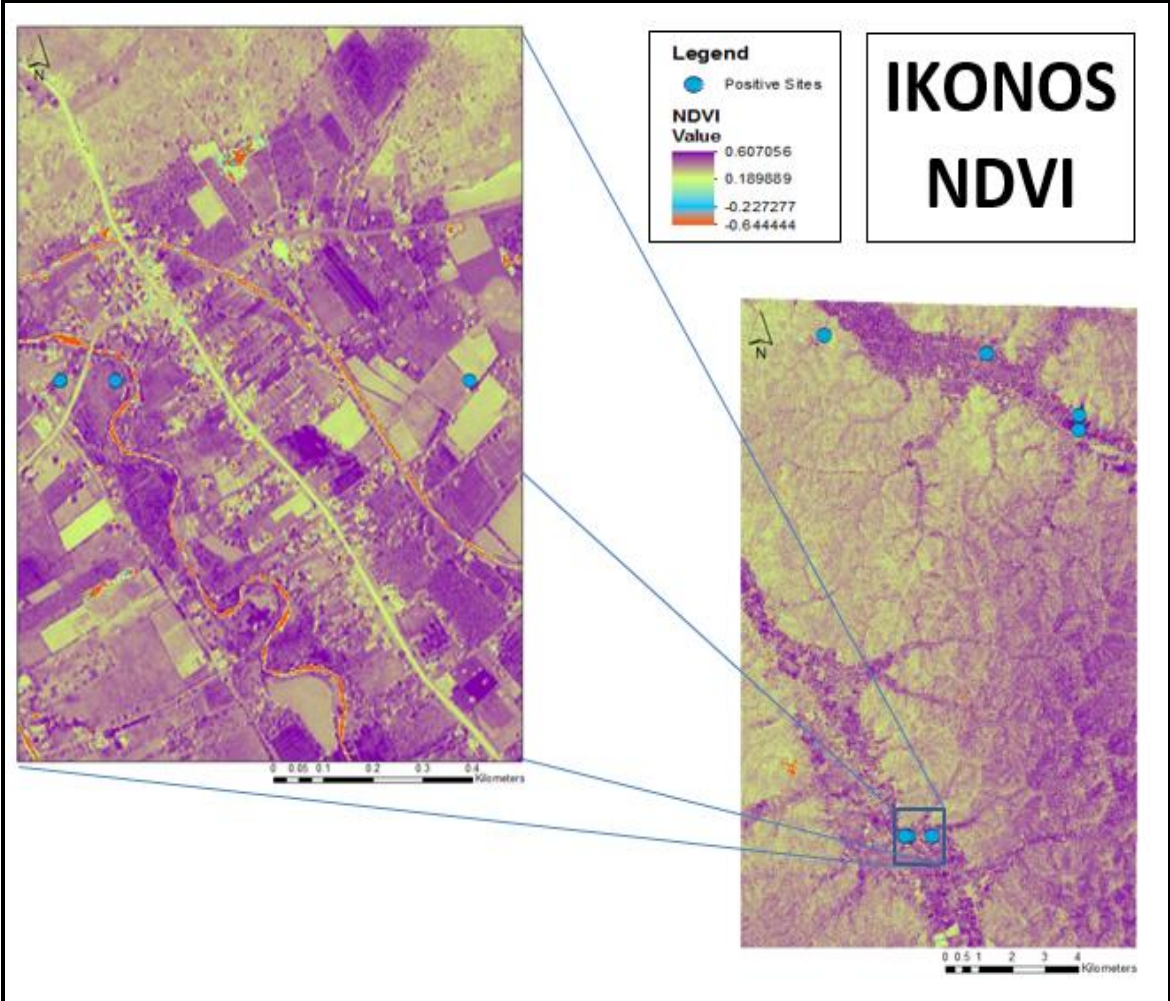 N
Legend
Positive Sites
NDVI
Value
0.607056
0.189889
-0.227277
-0.644444
IKONOS
NDVI
N
0 0.05 0.1 0.2 0.3 0.4
Kilometers
0 0.5 1 2 3 4
Kilometers